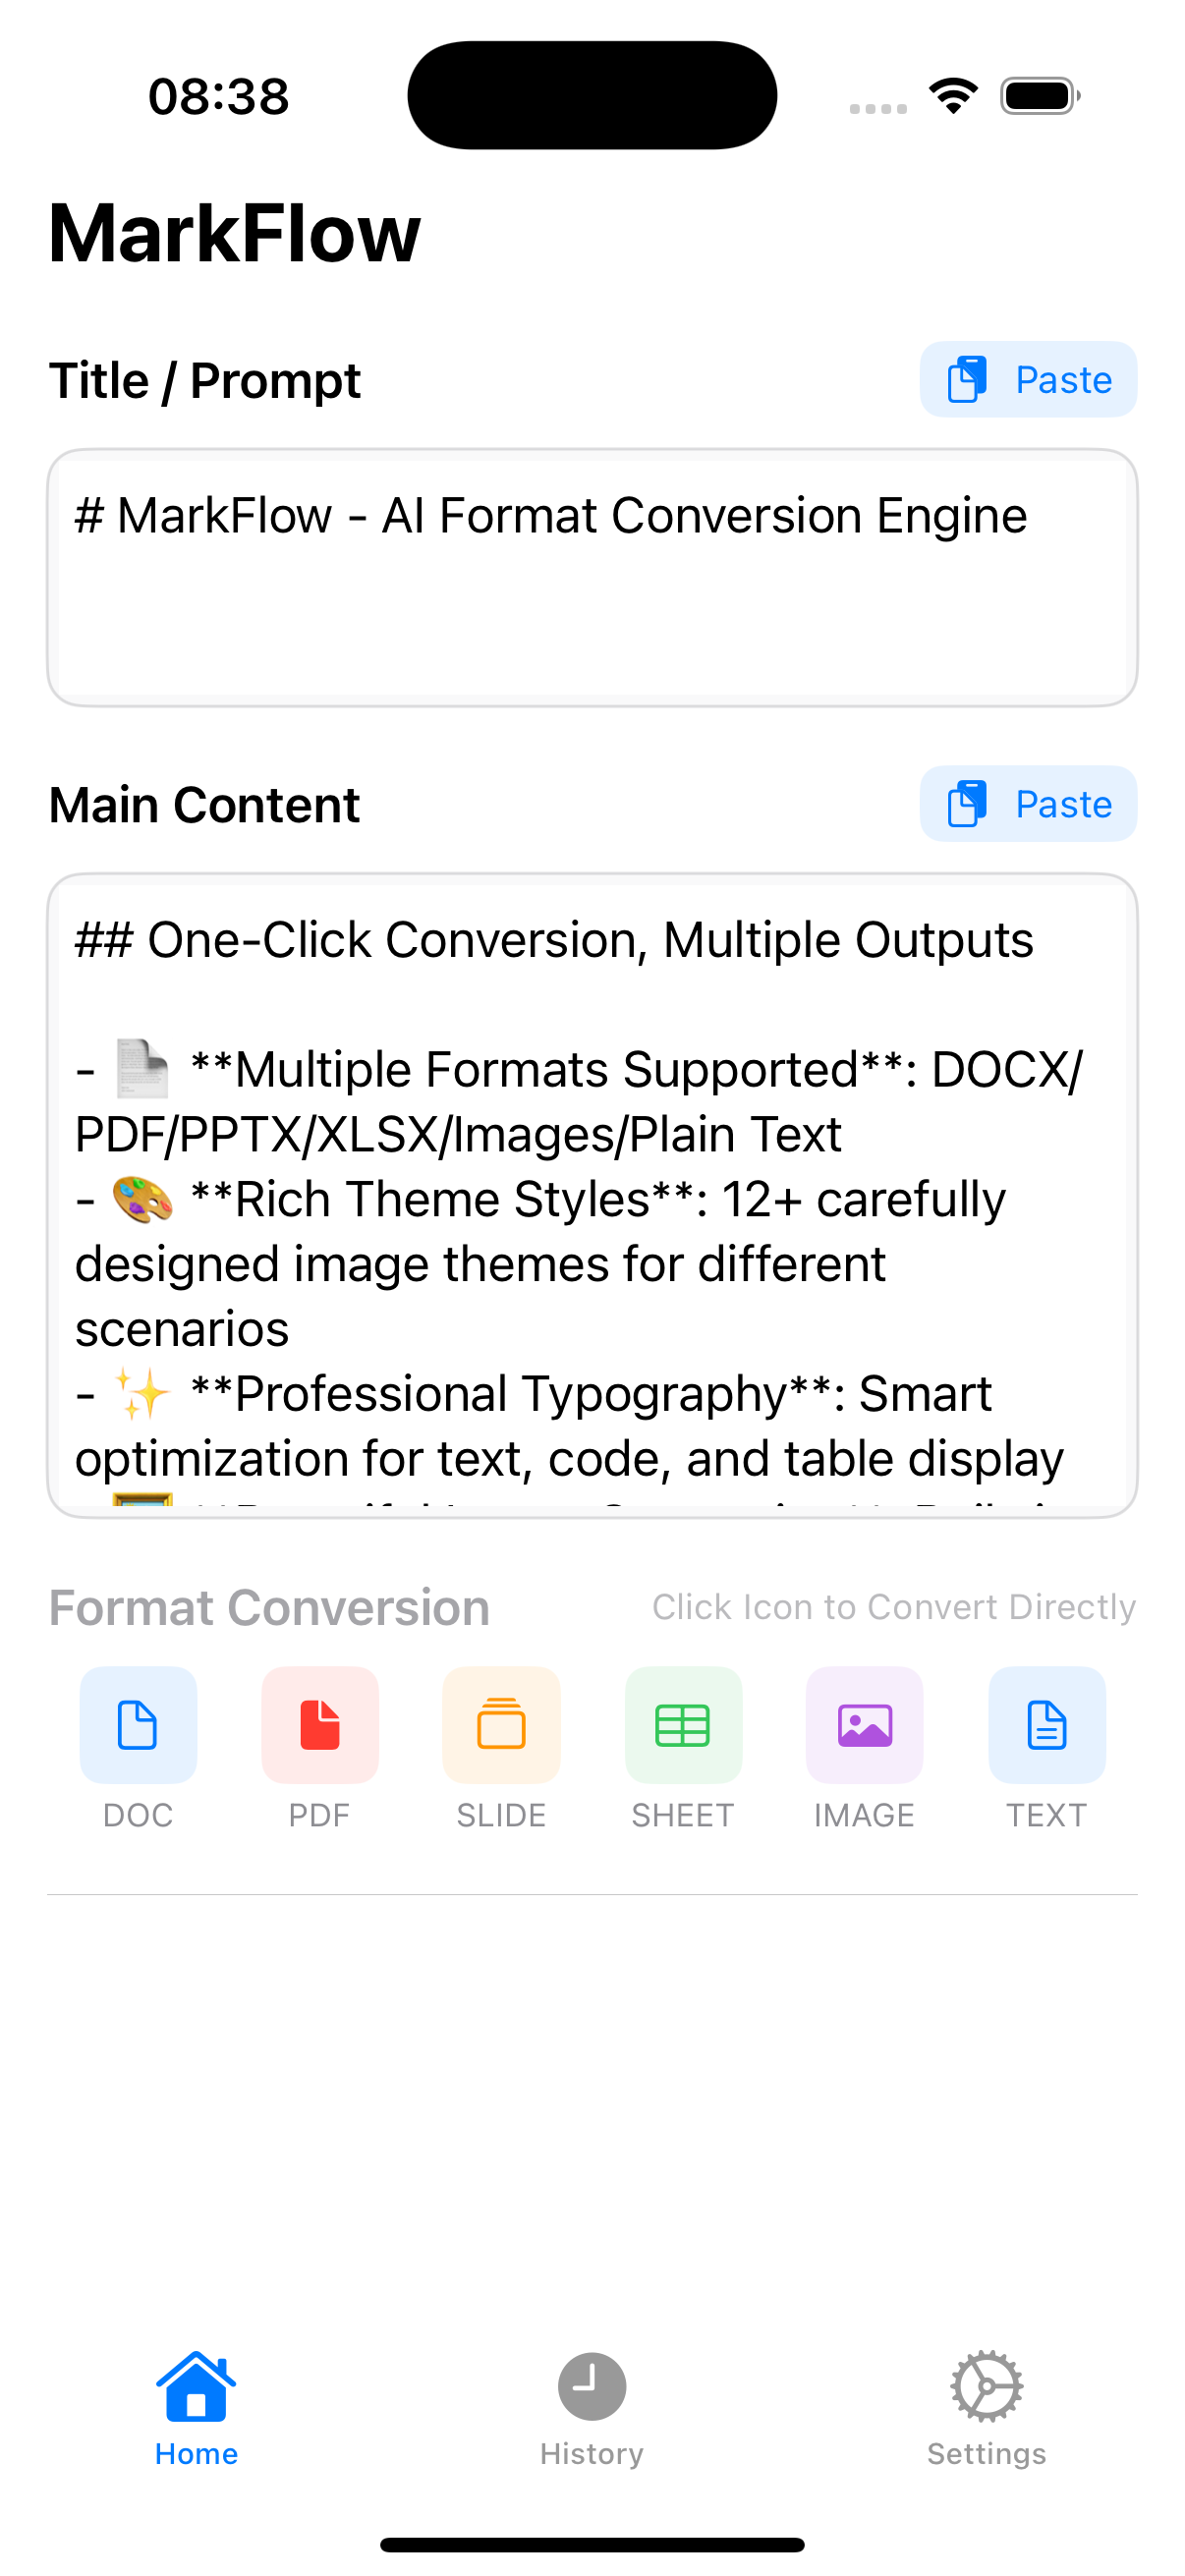 08:38
MarkFlow
Title / Prompt
Paste
# MarkFlow - AI Format Conversion Engine
Main Content
Paste
## One-Click Conversion, Multiple Outputs
- 📄 **Multiple Formats Supported**: DOCX/
PDF/PPTX/XLSX/Images/Plain Text
- 🎨 **Rich Theme Styles**: 12+ carefully
designed image themes for different
scenarios
- ✨ **Professional Typography**: Smart
optimization for text, code, and table display
Format Conversion
Click Icon to Convert Directly
DOC
PDF
SLIDE
SHEET
IMAGE
TEXT
Home
History
Settings